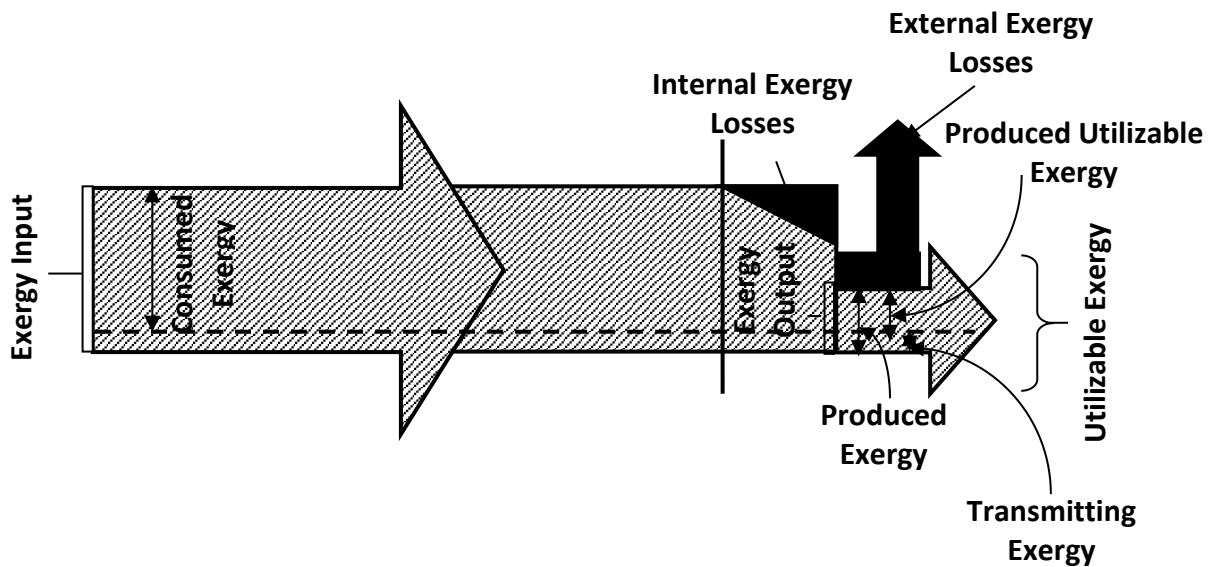 External Exergy
Losses
Internal Exergy
Losses
Produced Utilizable
Exergy
Exergy Input
Consumed
Exergy
Exergy
Output
Utilizable Exergy
Produced
Exergy
Transmitting
Exergy